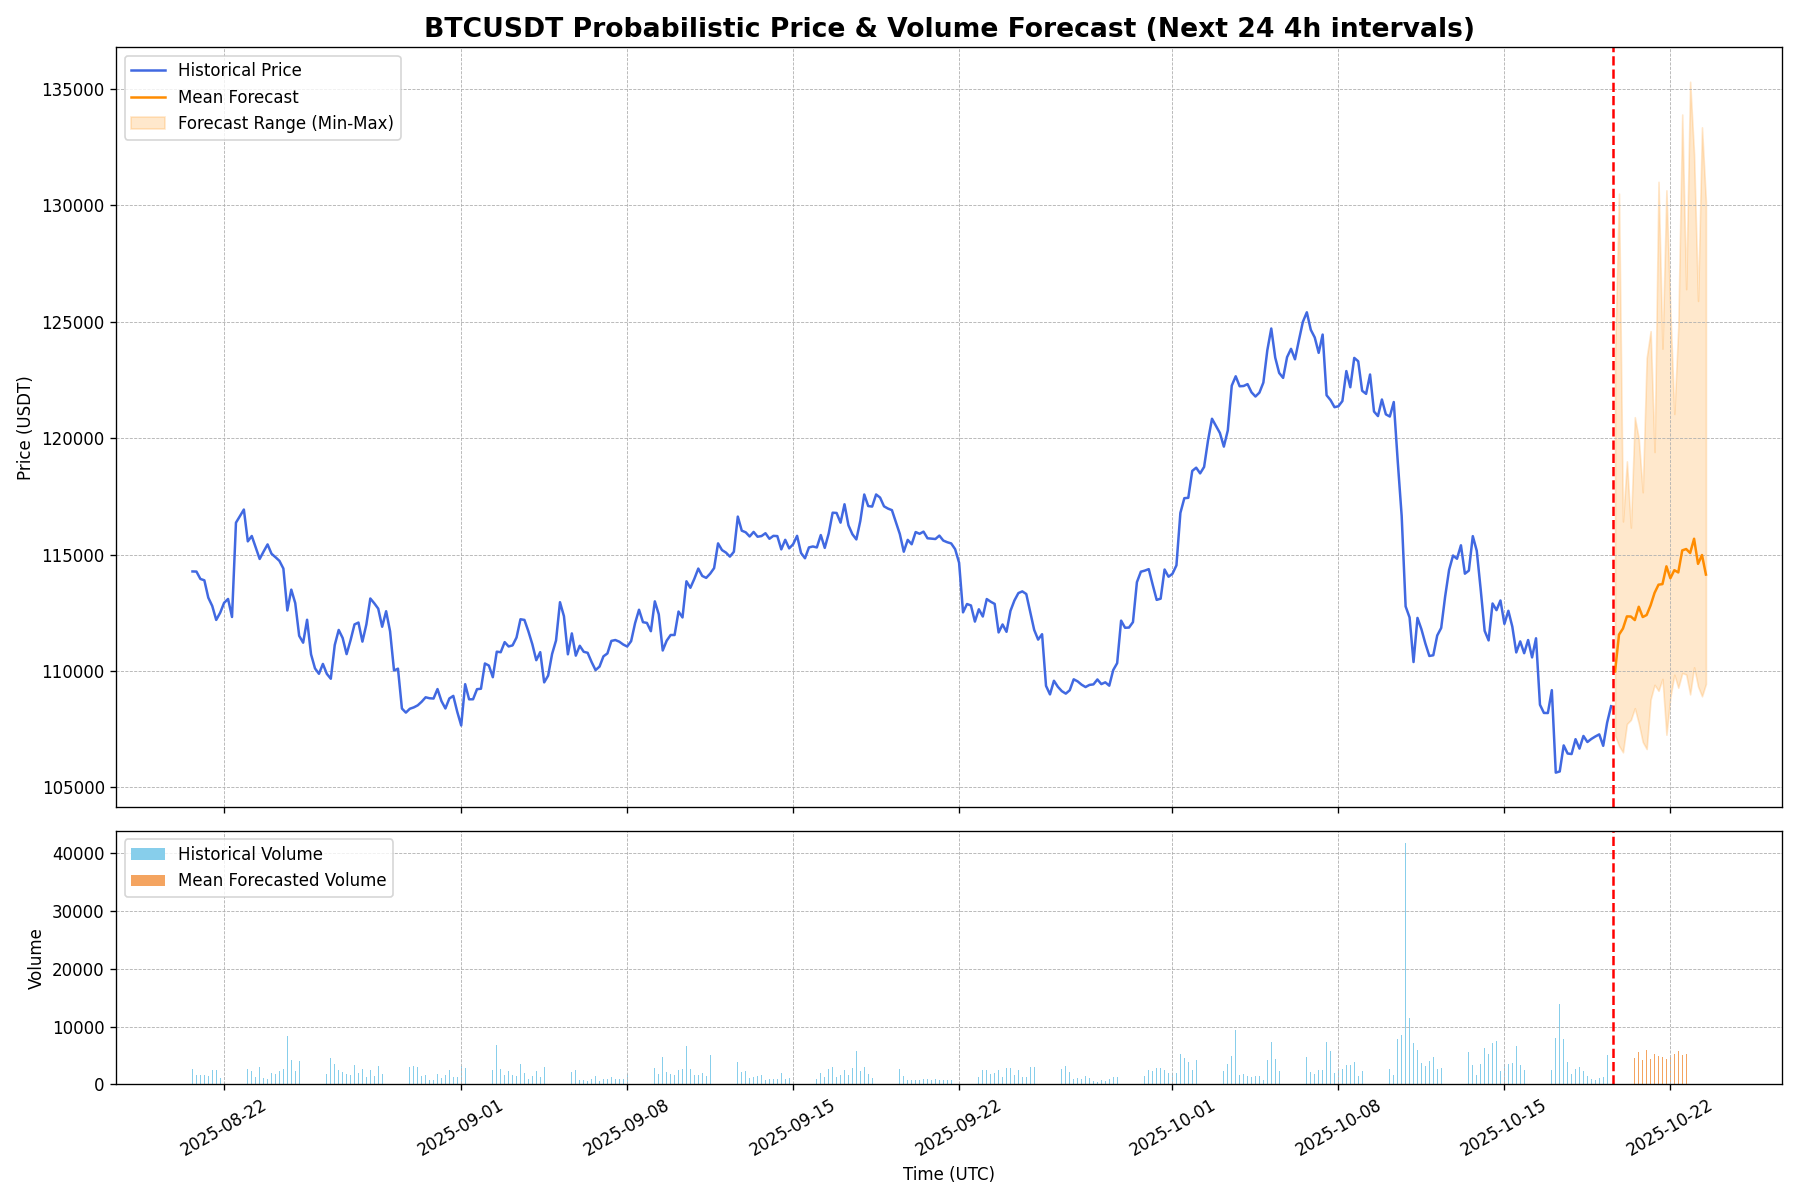 BTCUSDT Probabilistic Price & Volume Forecast (Next 24 4h intervals)
Historical Price
Mean Forecast
Forecast Range (Min-Max)
135000
130000
125000
120000
115000
110000
105000
Price (USDT)
Historical Volume
Mean Forecasted Volume
40000
30000
20000
10000
0
Volume
2025-08-22
2025-09-01
2025-09-08
2025-09-15
2025-09-22
2025-10-01
2025-10-08
2025-10-15
2025-10-22
Time (UTC)